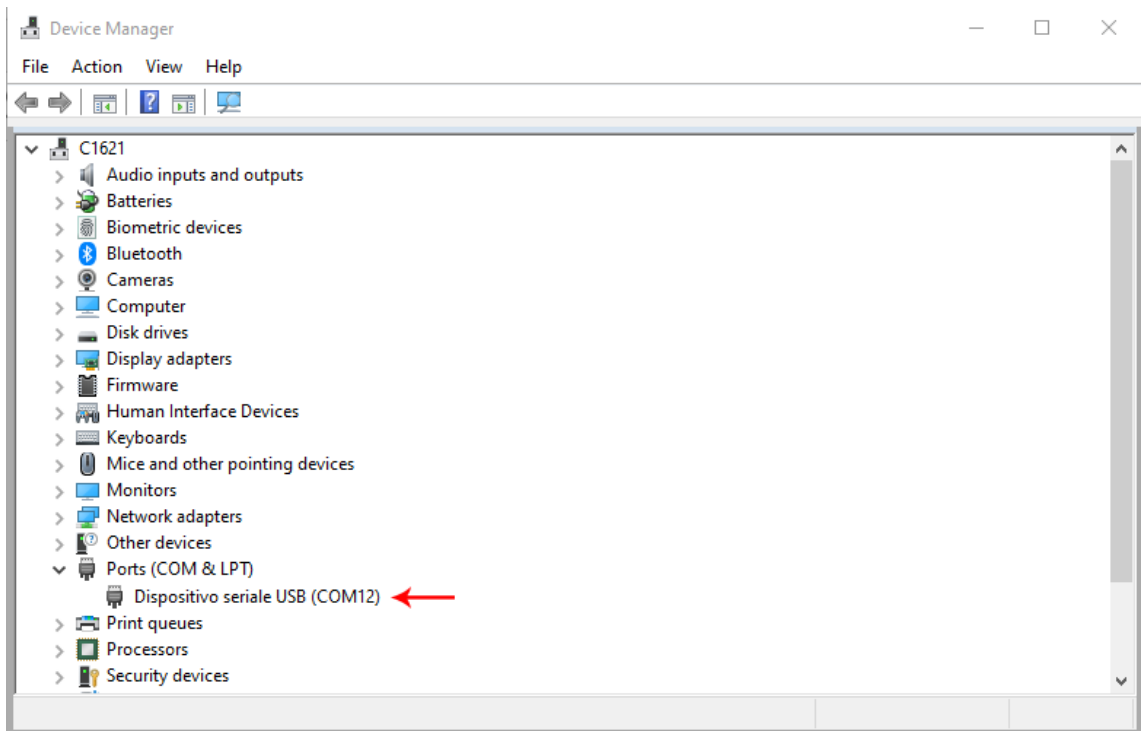 Device Manager
File Action View Help
C1621
Audio inputs and outputs
Batteries
Biometric devices
Bluetooth
Cameras
Computer
Disk drives
Display adapters
Firmware
Human Interface Devices
Keyboards
Mice and other pointing devices
Monitors
Network adapters
Other devices
Ports (COM & LPT)
Dispositivo seriale USB (COM12)
Print queues
Processors
Security devices